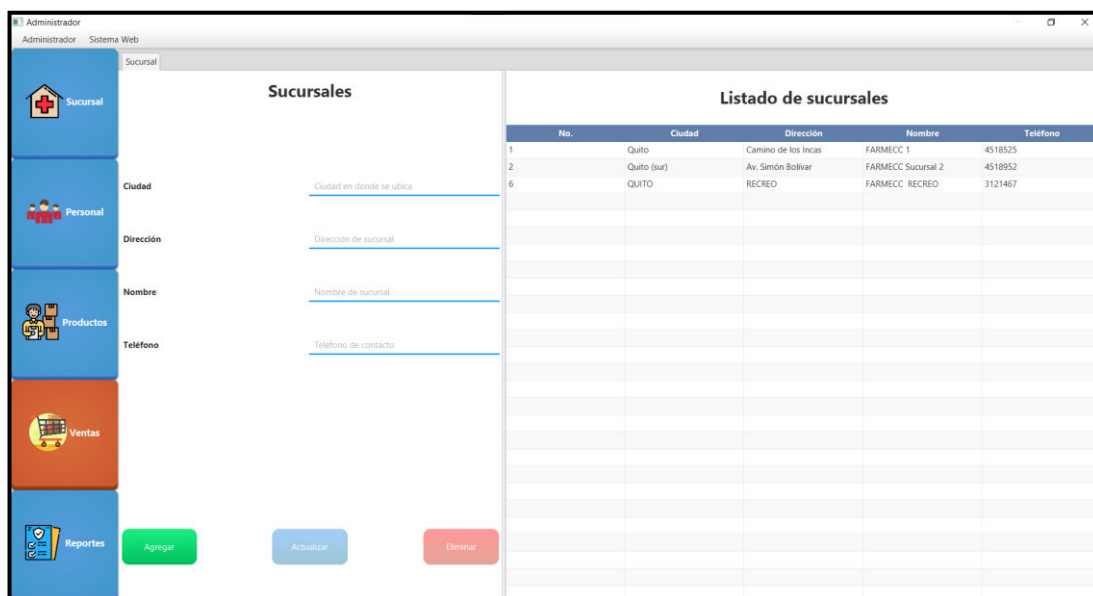 Administrador
Administrador Sistema Web
Sucursal
Sucursal
Personal
Productos
Ventas
Reportes
Sucursales
Ciudad Ciudad en donde se ubica
Dirección Dirección de sucursal
Nombre Nombre de sucursal
Teléfono Teléfono de contacto
Agregar Actualizar Eliminar
Listado de sucursales
No. Ciudad Dirección Nombre Teléfono
1 Quito Camino de los Incas FARMECC 1 4518525
2 Quito (sur) Av. Simón Bolívar FARMECC Sucursal 2 4518952
6 QUITO RECREO FARMECC RECREO 3121467